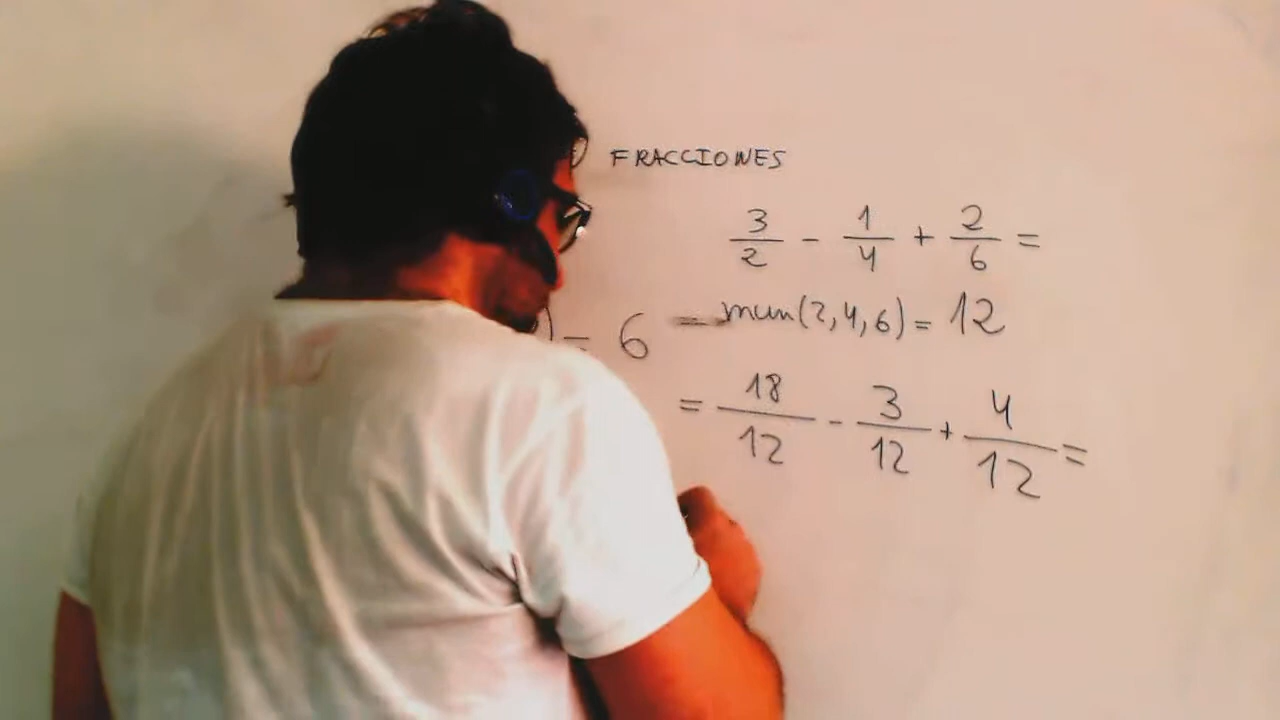 FRACCIONES
3/2 - 1/4 + 2/6 =
) = 6
mcm(2,4,6) = 12
= 18/12 - 3/12 + 4/12 =